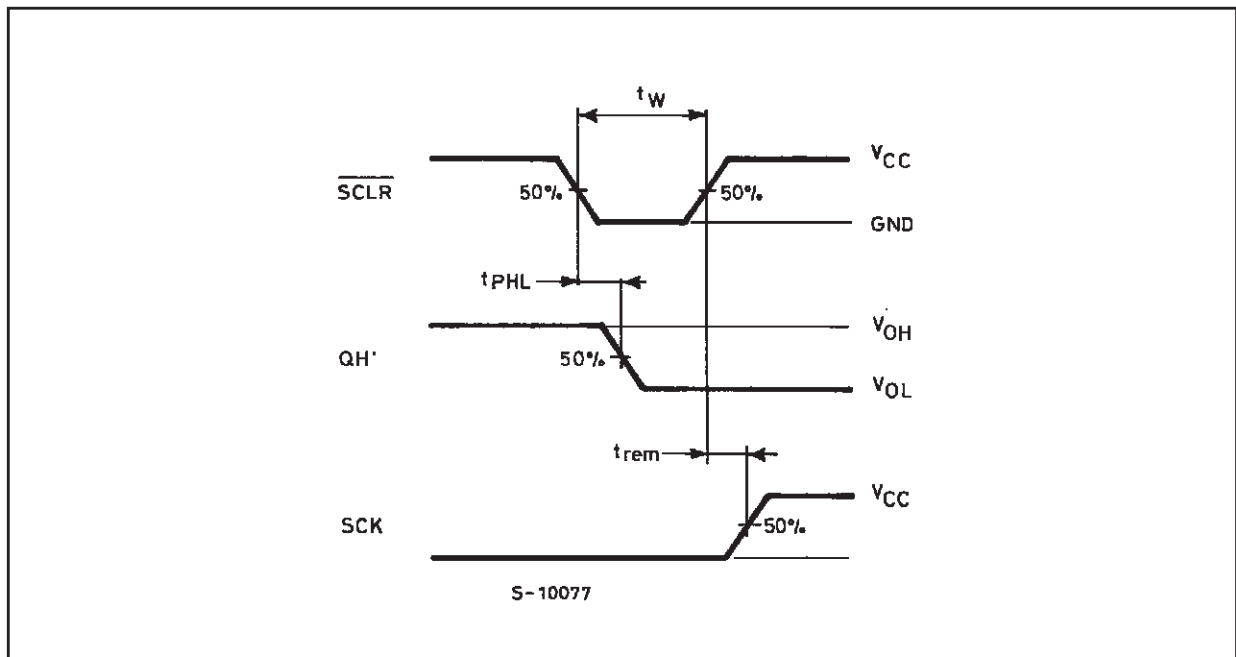 tW
VCC
SCLR
50%
50%
GND
tPHL
VOH
QH'
50%
VOL
trem
VCC
SCK
50%
S-10077